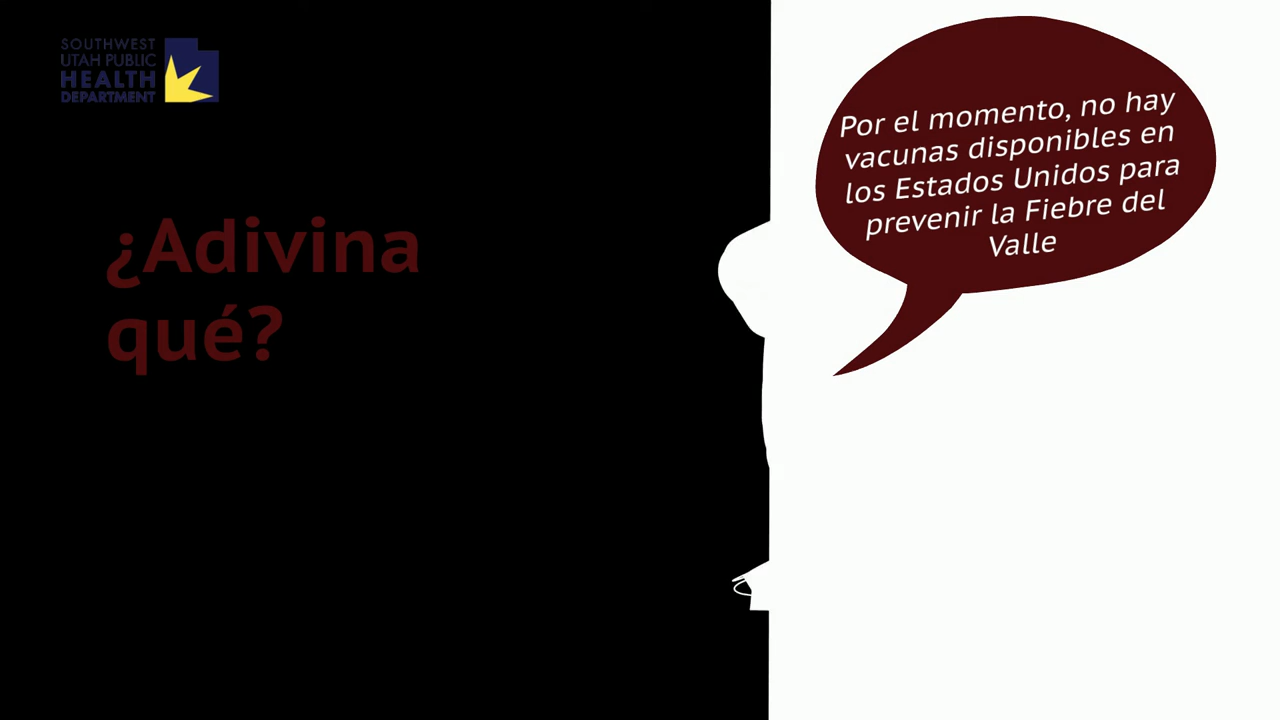 SOUTHWEST
UTAH PUBLIC
HEALTH
DEPARTMENT
¿Adivina
qué?
Por el momento, no hay
vacunas disponibles en
los Estados Unidos para
prevenir la Fiebre del
Valle